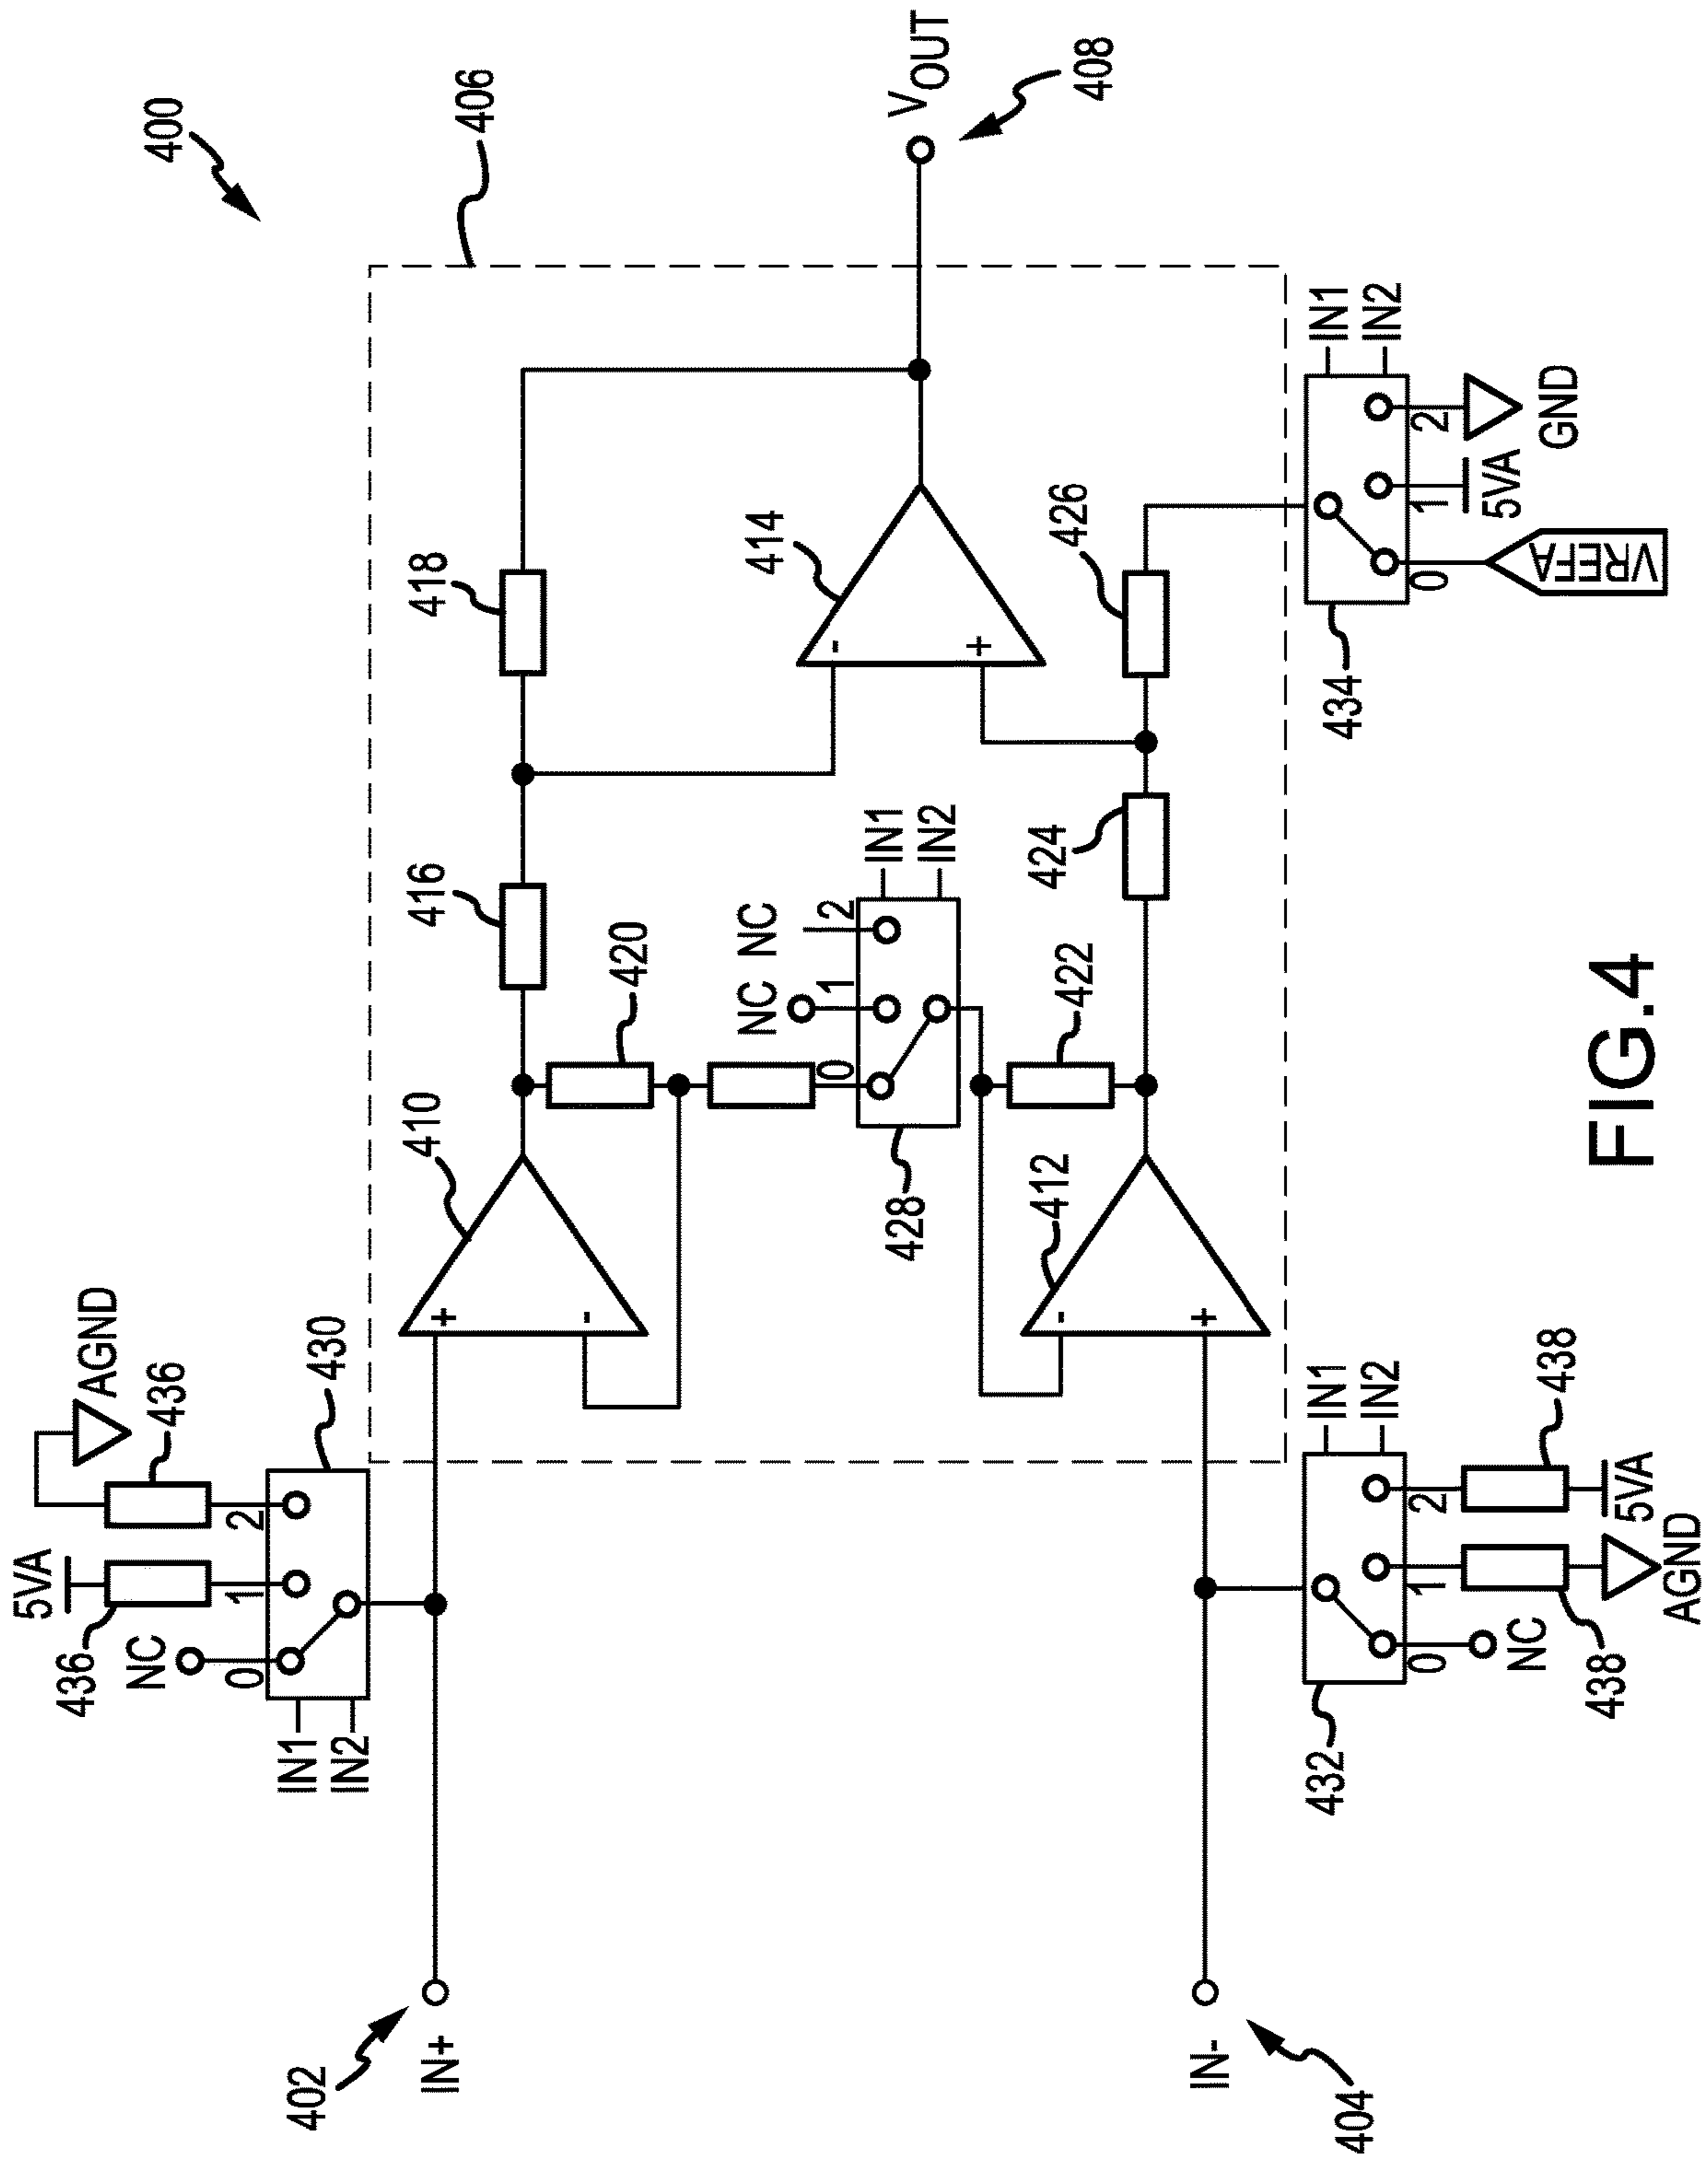 400
406
VOUT
408
418
414
426
IN1
IN2
2
GND
1
5VA
0
VREFA
434
416
420
NC
2
NC
1
0
IN1
IN2
424
422
428
410
412
AGND
436
430
5VA
436
NC
2
1
0
IN1
IN2
IN1
IN2
438
2
5VA
1
AGND
0
NC
438
432
402
IN+
IN-
404
+
-
-
+
-
+
FIG.4